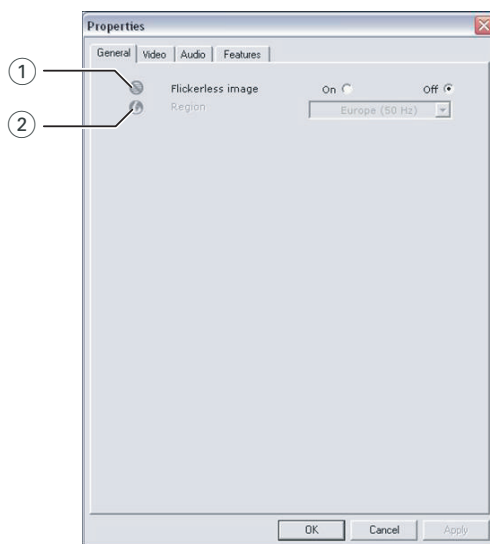 Properties
General Video Audio Features
1 Flickerless image On Off
2 Region Europe (50 Hz)
OK Cancel Apply